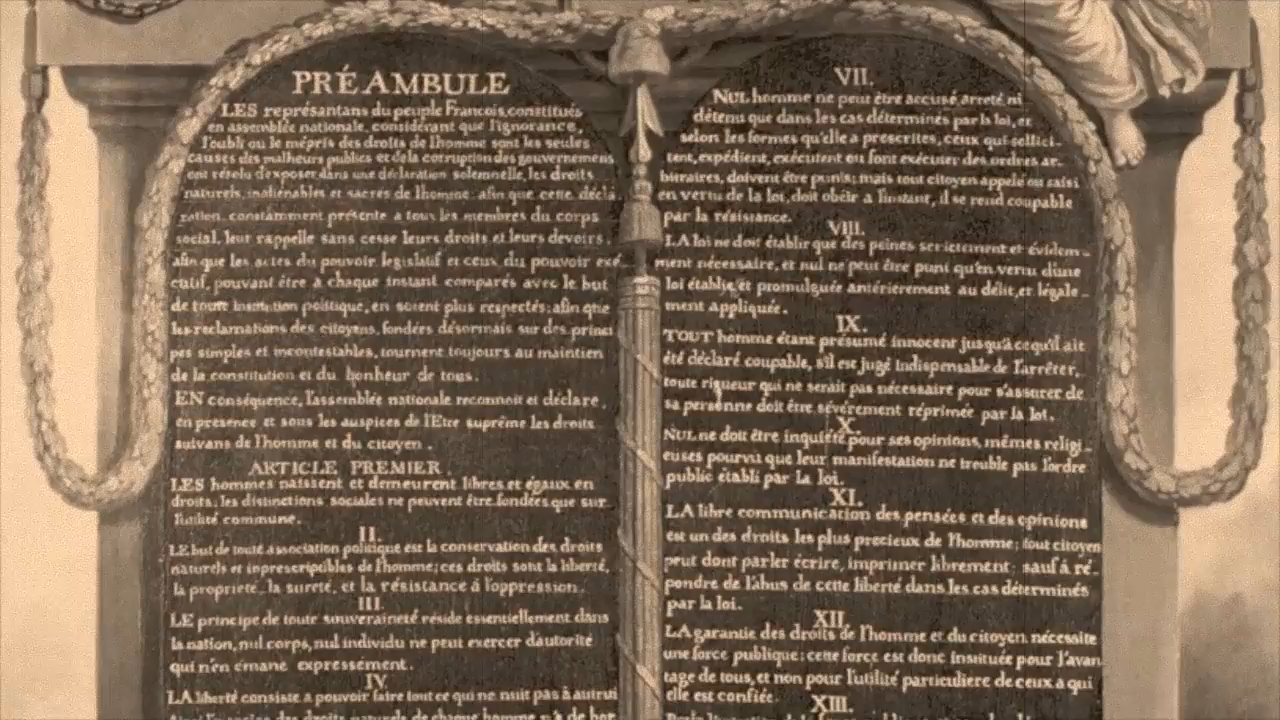 PRÉAMBULE
LES représantans du peuple François, constitués
en assemblée nationale, considérant que l'ignorance,
l'oubli ou le mépris des droits de l'homme sont les seules
causes des malheurs publics et de la corruption des gouvernemens
ont résolu d'exposer dans une déclaration solemnelle, les droits
naturels, inaliénables et sacrés de l'homme: afin que cette décla
ration, constamment présente a tous les membres du corps
social, leur rappelle sans cesse leurs droits et leurs devoirs.
afin que les actes du pouvoir legislatif et ceux du pouvoir exé
cutif, pouvant être à chaque instant comparés avec le but
de toute institution politique, en soient plus respectés; afin que
les reclamations des citoyens, fondées désormais sur des princi
pes simples et incontestables, tournent toujours au maintien
de la constitution et du bonheur de tous.
EN conséquence, l'assemblée nationale reconnoit et déclare,
en presence et sous les auspices de l'Etre suprême les droits
suivans de l'homme et du citoyen.
ARTICLE PREMIER.
LES hommes naissent et demeurent libres et égaux en
droits; les distinctions sociales ne peuvent être fondées que sur
l'utilité commune.
II.
LE but de toute association politique est la conservation des droits
naturels et inprescriptibles de l'homme; ces droits sont la liberté,
la propriete, la sureté, et la résistance á l'oppression.
III.
LE principe de toute souveraineté réside essentiellement dans
la nation, nul corps, nul individu ne peut exercer d'autorité
qui n'en emane expressément.
IV.
LA liberté consiste a pouvoir faire tout ce qui ne nuit pas à autrui
VII.
NUL homme ne peut être accusé, arreté ni
détenu que dans les cas déterminés par la loi, et
selon les formes qu'elle a prescrites, ceux qui sollici-
tent, expédient, exécutent ou font exécuser des ordres ar-
bitraires, doivent être punis; mais tout citoyen appelé ou saisi
en vertu de la loi, doit obéir a l'instant, il se rend coupable
par la résistance.
VIII.
LA loi ne doit établir que des peines strictement et évidem-
ment nécessaire, et nul ne peut être puni qu'en vertu d'une
loi établie et promulguée antérierement au délit, et légale-
ment appliquée.
IX.
TOUT homme étant présumé innocent jusqu'à ce qu'il ait
été déclaré coupable, s'il est jugé indispensable de l'arrêter,
toute rigueur qui ne serait pas nécessaire pour s'assurer de
sa personne doit être sévèrement réprimée par la loi.
X.
NUL ne doit être inquiété pour ses opinions, mêmes religi-
euses pourvu que leur manifestation ne trouble pas l'ordre
public établi par la loi.
XI.
LA libre communication des pensées et des opinions
est un des droits les plus precieux de l'homme; tout citoyen
peut dont parler écrire, imprimer librement: sauf à ré-
pondre de l'abus de cette liberté dans les cas déterminés
par la loi.
XII.
LA garantie des droits de l'homme et du citoyen nécessite
une force publique; cette force est donc instituée pour l'avan
tage de tous, et non pour l'utilité particuliere de ceux a qui
elle est confiée.
XIII.